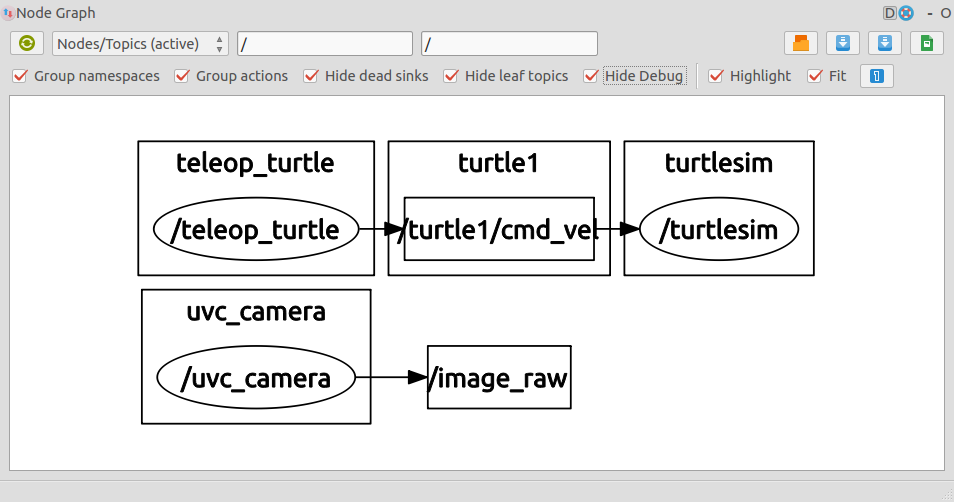 Node Graph D - O
Nodes/Topics (active) / /
Group namespaces Group actions Hide dead sinks Hide leaf topics Hide Debug Highlight Fit
teleop_turtle turtle1 turtlesim
/teleop_turtle /turtle1/cmd_vel /turtlesim
uvc_camera
/uvc_camera /image_raw